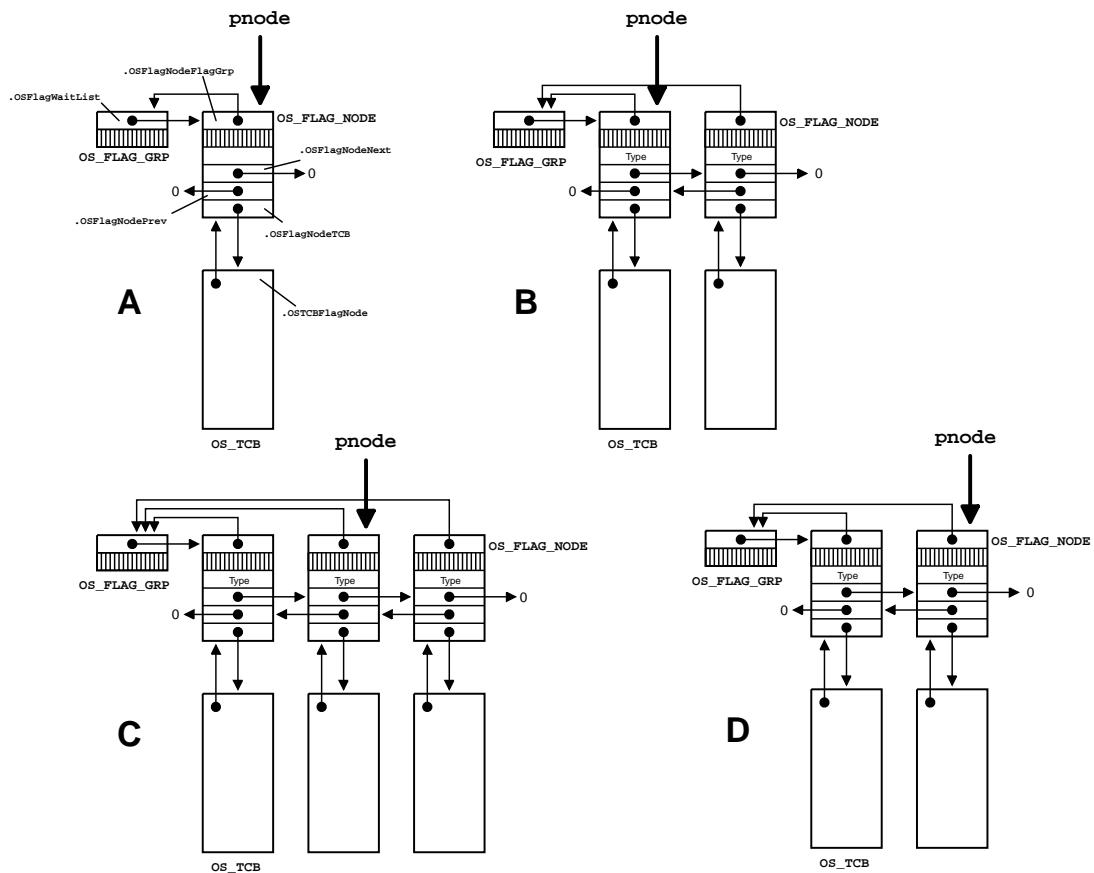 pnode
.OSFlagNodeFlagGrp
.OSFlagWaitList
OS_FLAG_NODE
OS_FLAG_GRP
.OSFlagNodeNext
0
0
.OSFlagNodePrev
.OSFlagNodeTCB
A
.OSTCBFlagNode
OS_TCB
pnode
OS_FLAG_NODE
OS_FLAG_GRP
Type Type
0
0
B
OS_TCB
pnode
OS_FLAG_NODE
OS_FLAG_GRP
Type Type Type
0
0
C
OS_TCB
pnode
OS_FLAG_NODE
OS_FLAG_GRP
Type Type
0
0
D
OS_TCB